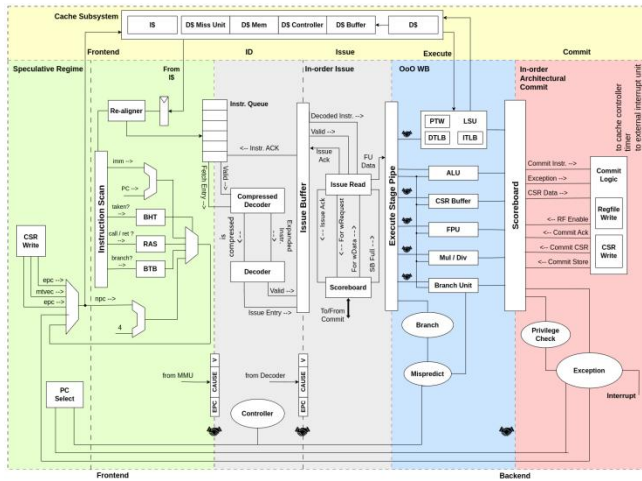 Cache Subsystem
I$
D$ Miss Unit
D$ Mem
D$ Controller
D$ Buffer
D$
Frontend
ID
Issue
Execute
Commit
Speculative Regime
From
I$
In-order Issue
OoO WB
In-order
Architectural
Commit
to cache controller
timer
to external interrupt unit
Re-aligner
Instr. Queue
Instruction Scan
imm -->
PC-->
taken?
BHT
call / ret ?
RAS
branch?
BTB
CSR
Write
epc -->
mtvec -->
epc -->
npc -->
4
Fetch Entry-->
Valid -->
<-- Instr. ACK
Compressed
Decoder
is
compressed
<---
Expanded
Instr.
--->
Decoder
Valid -->
Issue Entry -->
Issue Buffer
Decoded Instr. -->
Valid -->
Issue
Ack
FU
Data
Issue Read
<-- Issue Ack
<-- For wRequest
For wData -->
SB Full -->
Scoreboard
To/From
Commit
Execute Stage Pipe
PTW
LSU
DTLB
ITLB
ALU
CSR Buffer
FPU
Mul / Div
Branch Unit
Branch
Mispredict
Scoreboard
Commit Instr. -->
Exception -->
CSR Data -->
<-- RF Enable
<-- Commit Ack
<-- Commit CSR
<-- Commit Store
Commit
Logic
Regfile
Write
CSR
Write
Privilege
Check
Exception
Interrupt
PC
Select
from MMU
EPC
CAUSE
V
from Decoder
EPC
CAUSE
V
Controller
Frontend
Backend